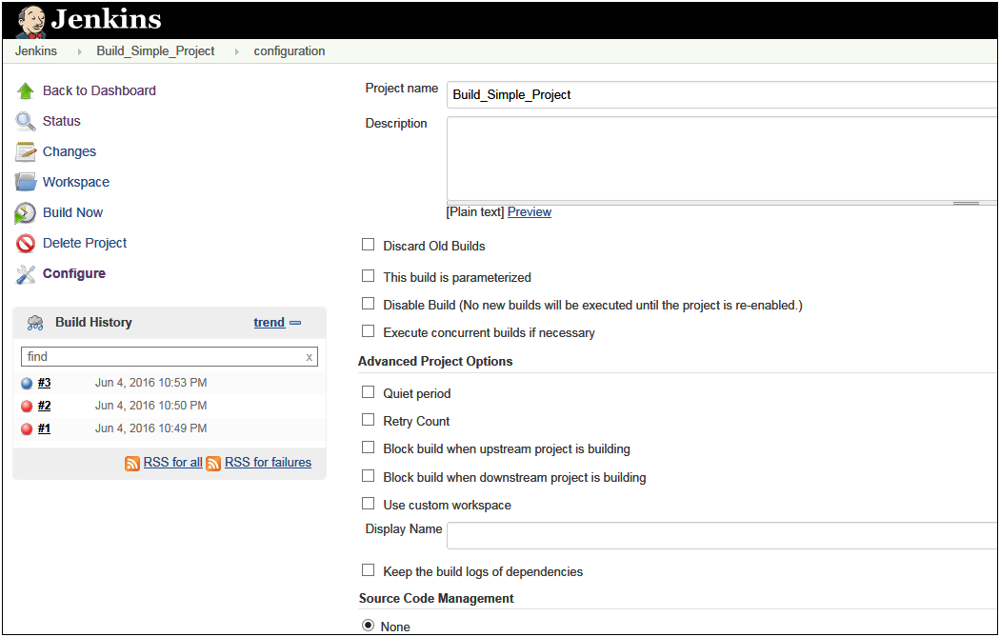 Jenkins
Jenkins Build_Simple_Project configuration
Back to Dashboard
Status
Changes
Workspace
Build Now
Delete Project
Configure
Build History trend
find x
#3 Jun 4, 2016 10:53 PM
#2 Jun 4, 2016 10:50 PM
#1 Jun 4, 2016 10:49 PM
RSS for all RSS for failures
Project name Build_Simple_Project
Description
[Plain text] Preview
Discard Old Builds
This build is parameterized
Disable Build (No new builds will be executed until the project is re-enabled.)
Execute concurrent builds if necessary
Advanced Project Options
Quiet period
Retry Count
Block build when upstream project is building
Block build when downstream project is building
Use custom workspace
Display Name
Keep the build logs of dependencies
Source Code Management
None